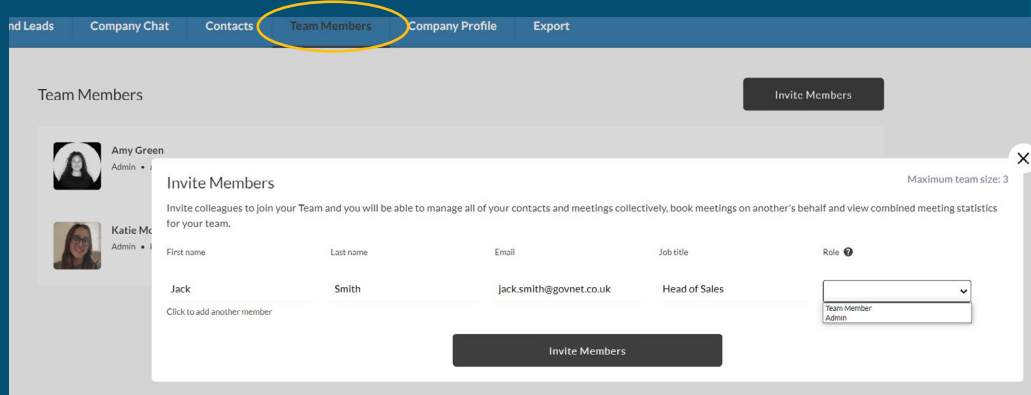 nd Leads Company Chat Contacts Team Members Company Profile Export
Team Members
Invite Members
Amy Green
Admin •
Invite Members
Maximum team size: 3
Invite colleagues to join your Team and you will be able to manage all of your contacts and meetings collectively, book meetings on another's behalf and view combined meeting statistics
for your team.
Katie Mc
Admin •
First name Last name Email Job title Role ?
Jack Smith jack.smith@govnet.co.uk Head of Sales
Team Member
Admin
Click to add another member
Invite Members